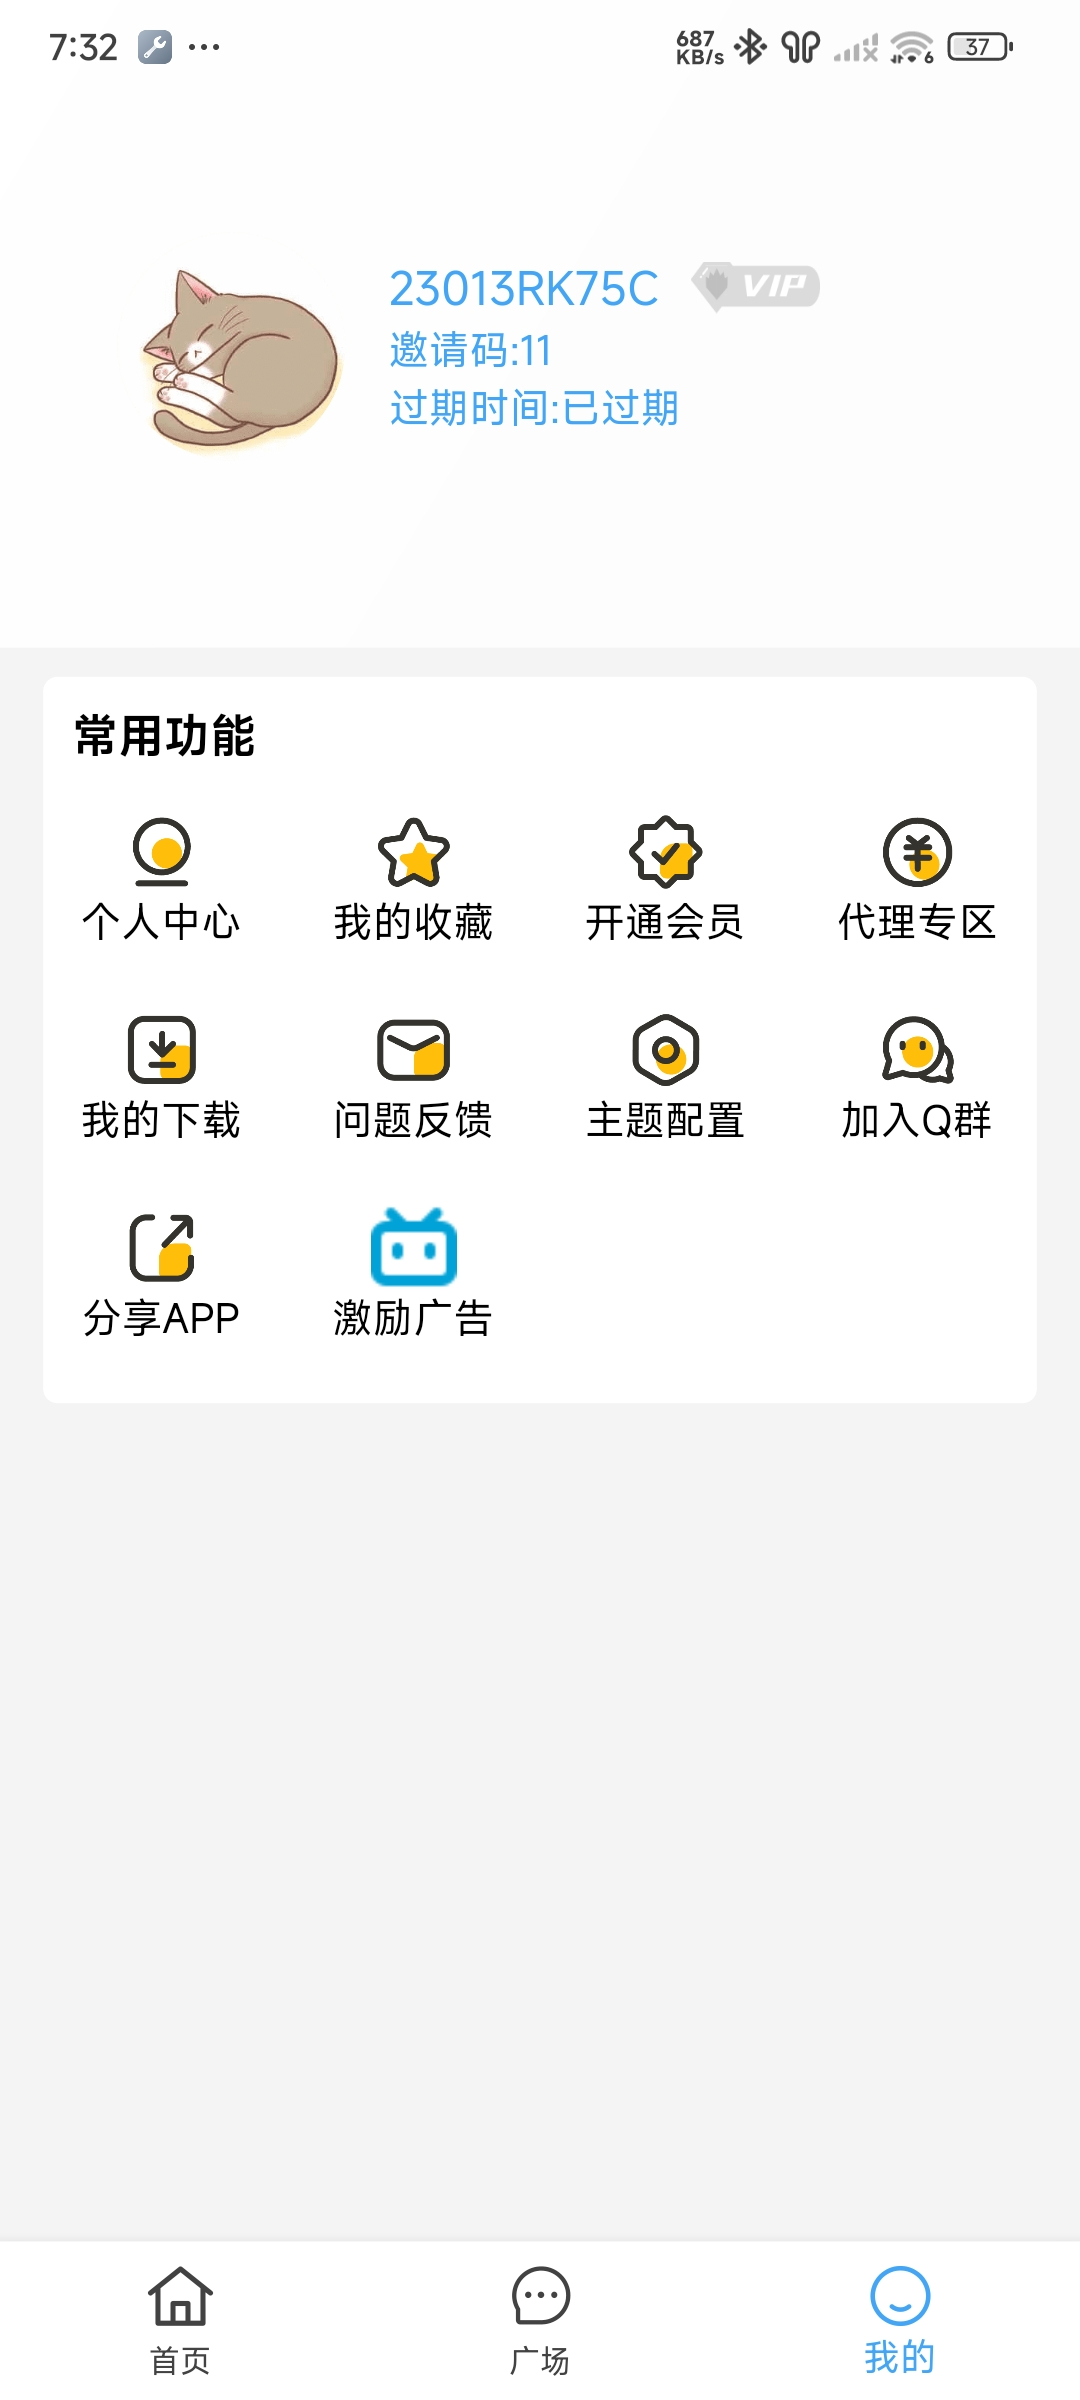 7:32
687
KB/s
6
37
23013RK75C
VIP
邀请码:11
过期时间:已过期
常用功能
个人中心 我的收藏 开通会员 代理专区
我的下载 问题反馈 主题配置 加入Q群
分享APP 激励广告
首页 广场 我的